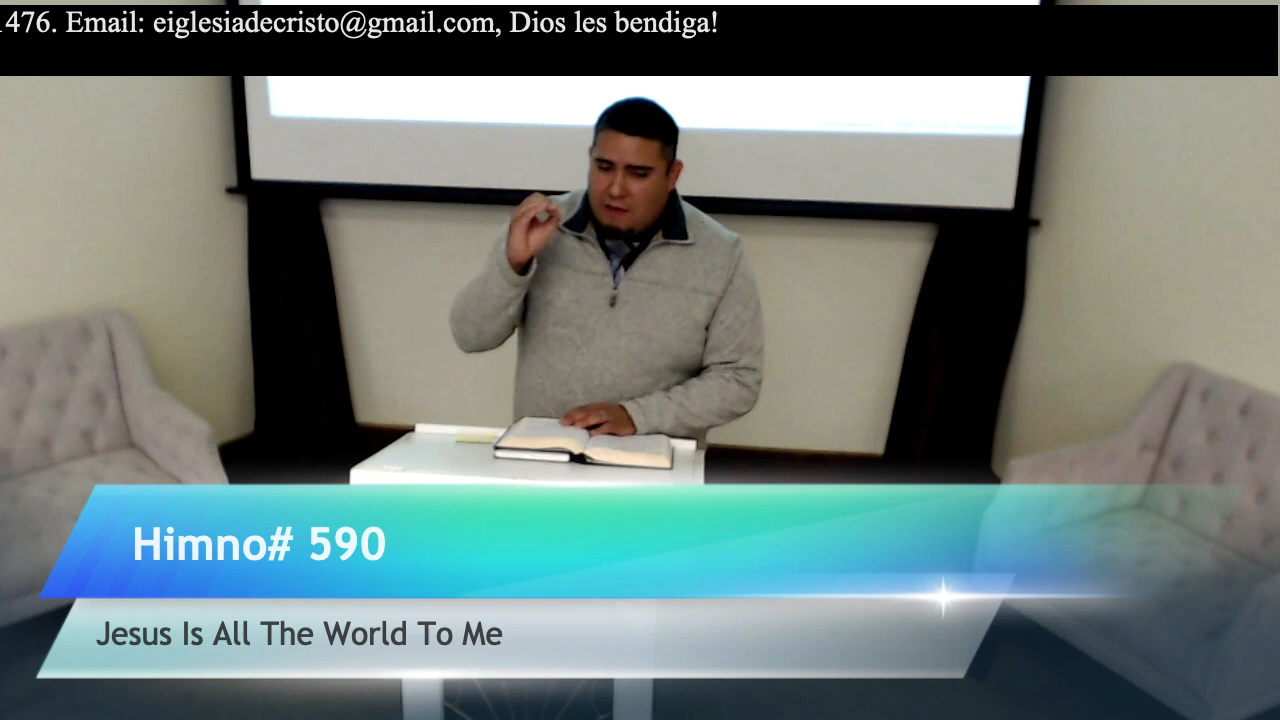 476. Email: eiglesiadecristo@gmail.com, Dios les bendiga!
Himno# 590
Jesus Is All The World To Me